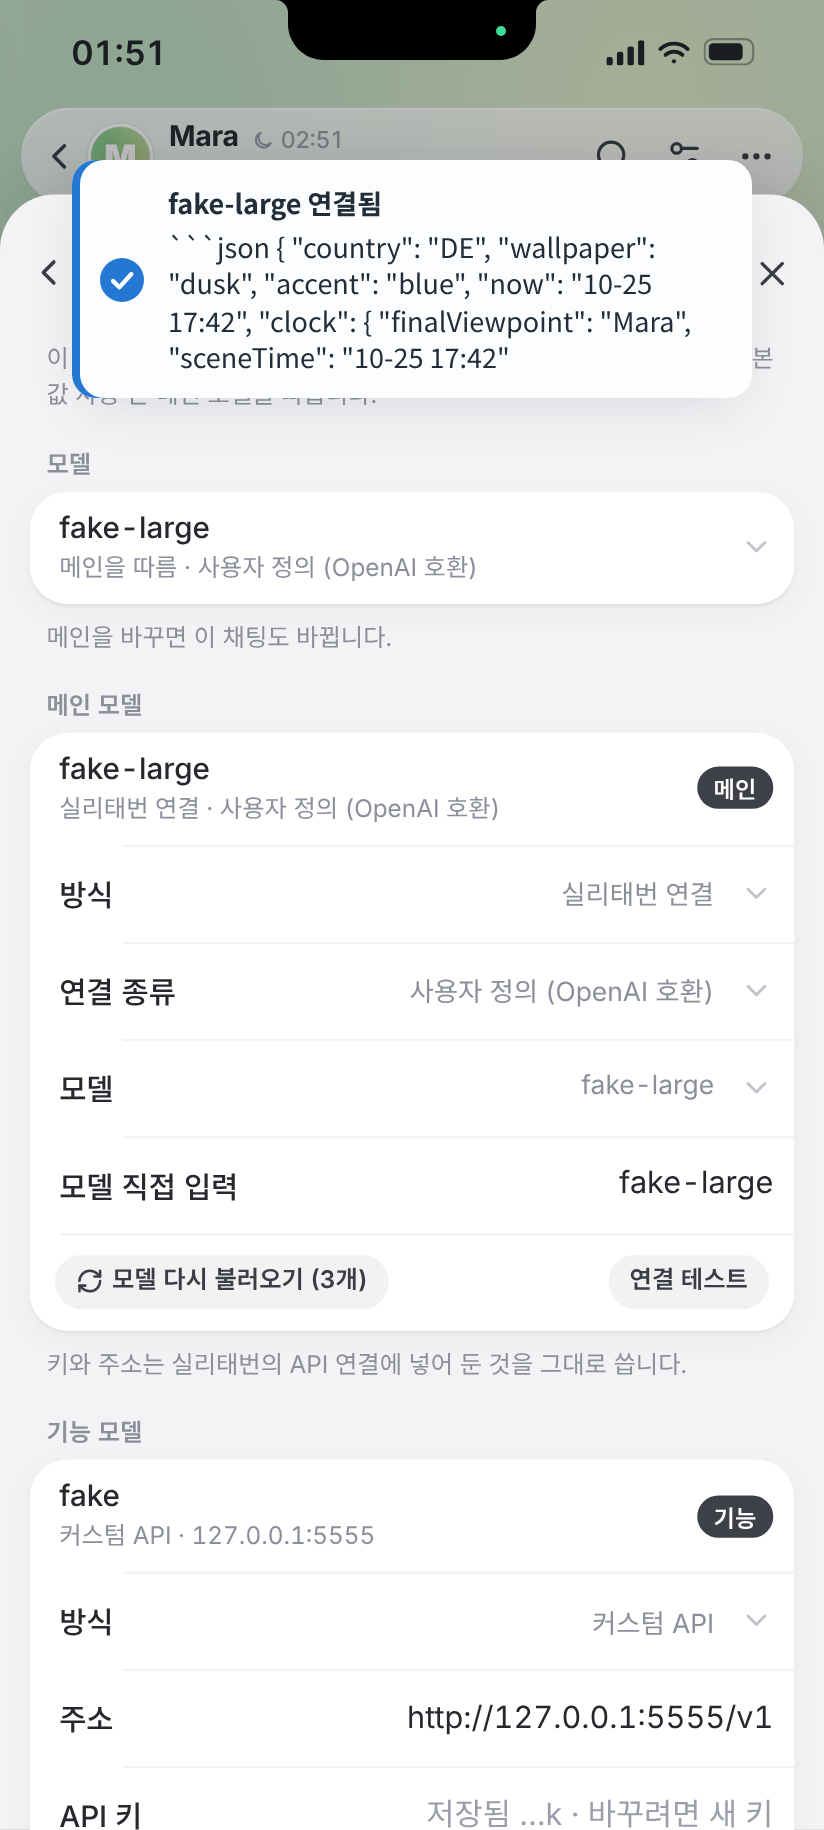 01:51
Mara 02:51
M
fake-large 연결됨
```json { "country": "DE", "wallpaper":
"dusk", "accent": "blue", "now": "10-25
17:42", "clock": { "finalViewpoint": "Mara",
"sceneTime": "10-25 17:42"
이
본
값
모델
fake-large
메인을 따름 · 사용자 정의 (OpenAI 호환)
메인을 바꾸면 이 채팅도 바뀝니다.
메인 모델
fake-large
메인
실리태번 연결 · 사용자 정의 (OpenAI 호환)
방식 실리태번 연결
연결 종류 사용자 정의 (OpenAI 호환)
모델 fake-large
모델 직접 입력 fake-large
모델 다시 불러오기 (3개) 연결 테스트
키와 주소는 실리태번의 API 연결에 넣어 둔 것을 그대로 씁니다.
기능 모델
fake
기능
커스텀 API · 127.0.0.1:5555
방식 커스텀 API
주소 http://127.0.0.1:5555/v1
API 키 저장됨 ...k · 바꾸려면 새 키